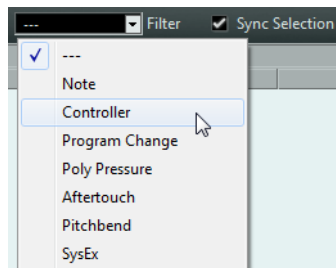 --- Filter Sync Selection
---
Note
Controller
Program Change
Poly Pressure
Aftertouch
Pitchbend
SysEx